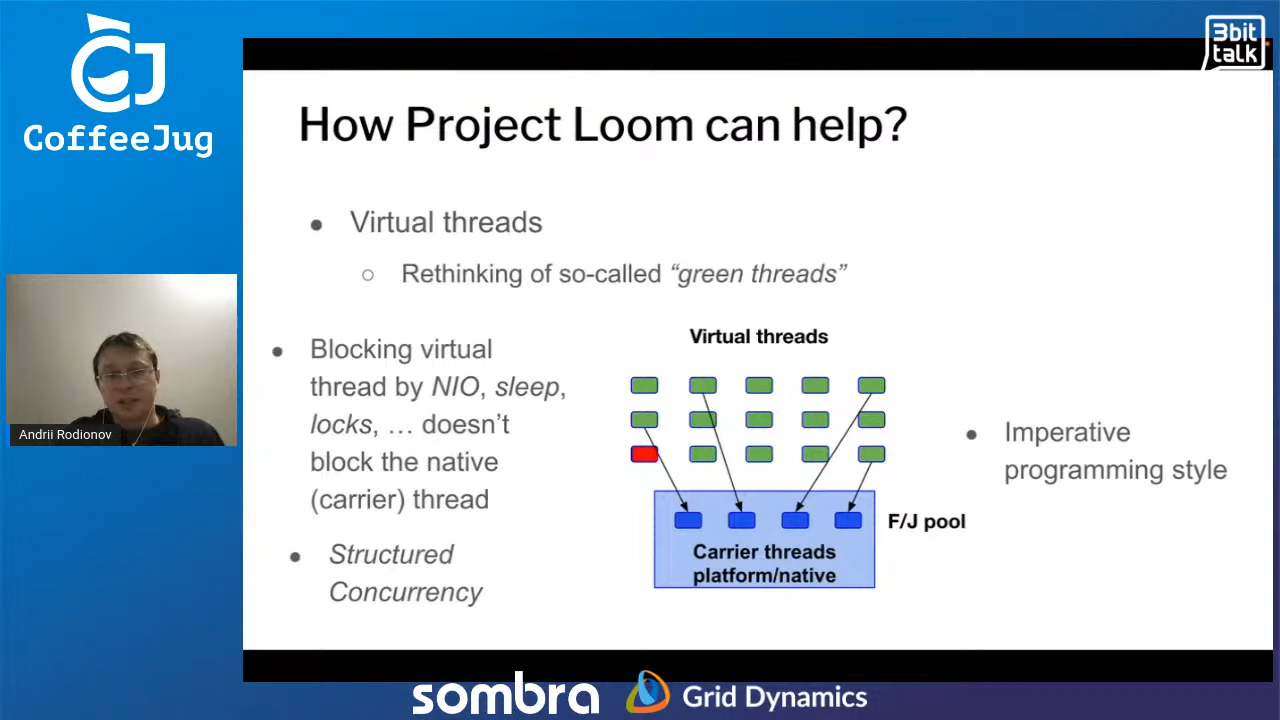 CJ
CoffeeJug
3bit
talk
How Project Loom can help?
● Virtual threads
○ Rethinking of so-called “green threads”
● Blocking virtual
thread by NIO, sleep,
locks, … doesn’t
block the native
(carrier) thread
● Structured
Concurrency
Virtual threads
F/J pool
Carrier threads
platform/native
● Imperative
programming style
Andrii Rodionov
sombra
Grid Dynamics